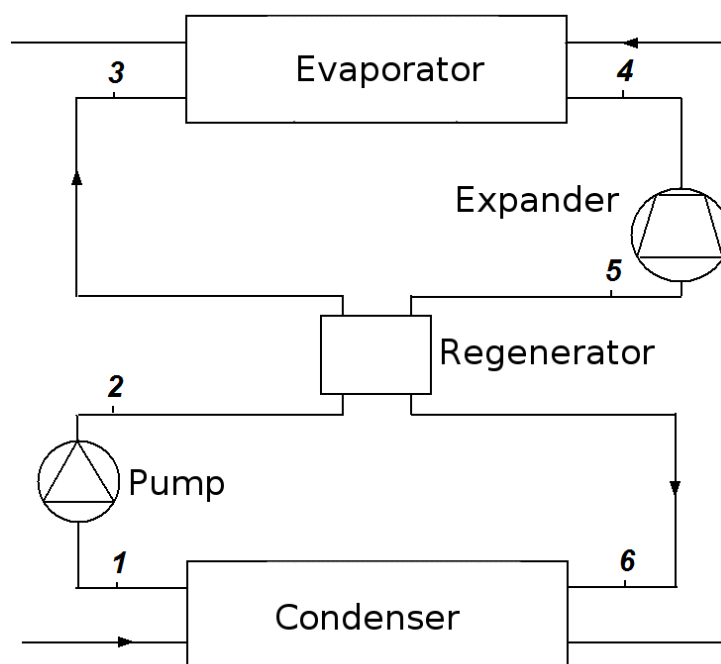 Evaporator
3
4
Expander
5
Regenerator
2
Pump
1
6
Condenser